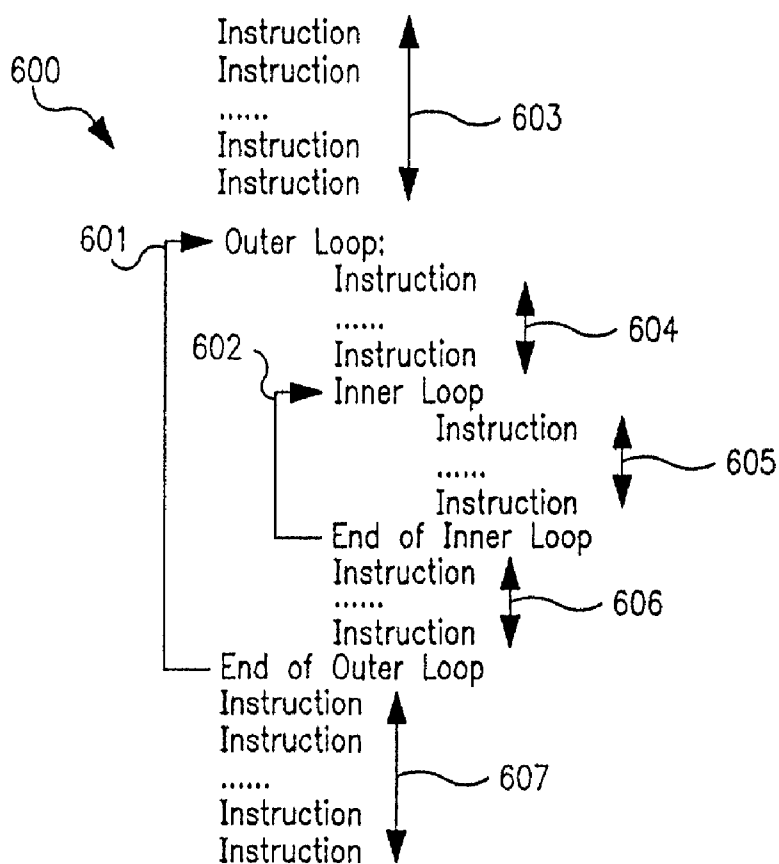 Instruction
600 Instruction
...... 603
Instruction
Instruction
601 Outer Loop:
Instruction
...... 604
602 Instruction
Inner Loop
Instruction
...... 605
Instruction
End of Inner Loop
Instruction
...... 606
Instruction
End of Outer Loop
Instruction
Instruction
...... 607
Instruction
Instruction